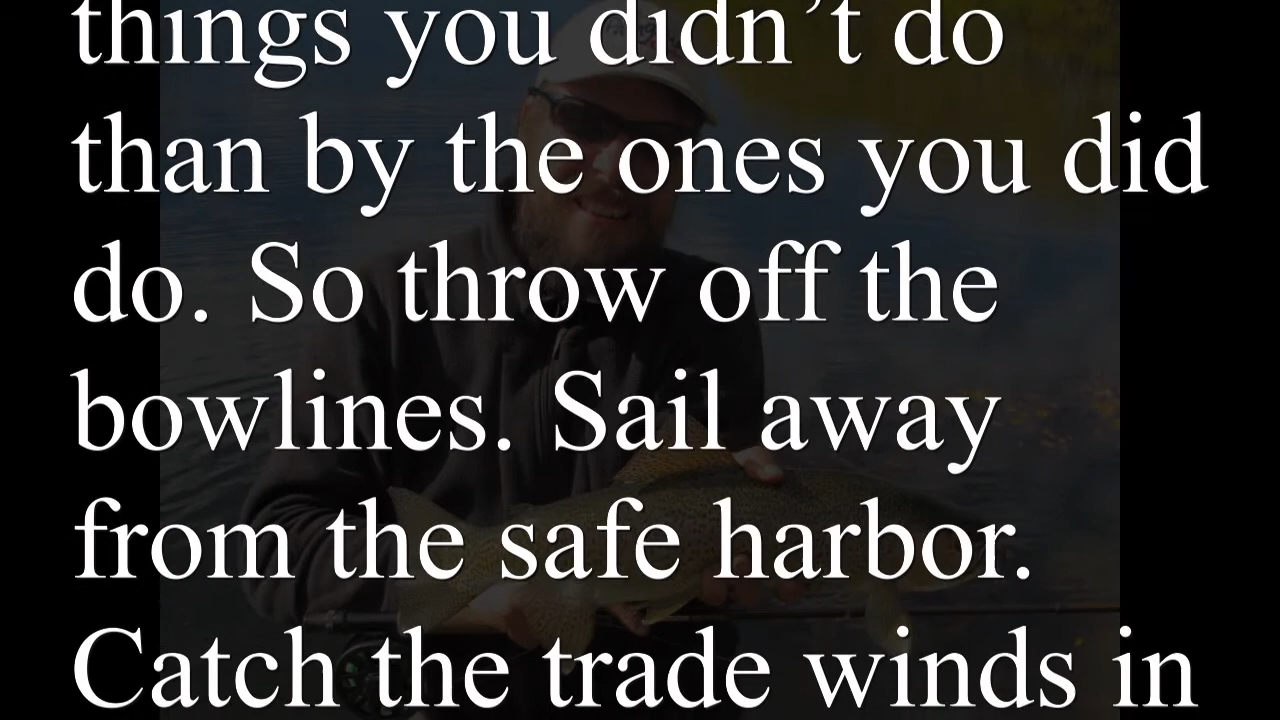 things you didn’t do
than by the ones you did
do. So throw off the
bowlines. Sail away
from the safe harbor.
Catch the trade winds in